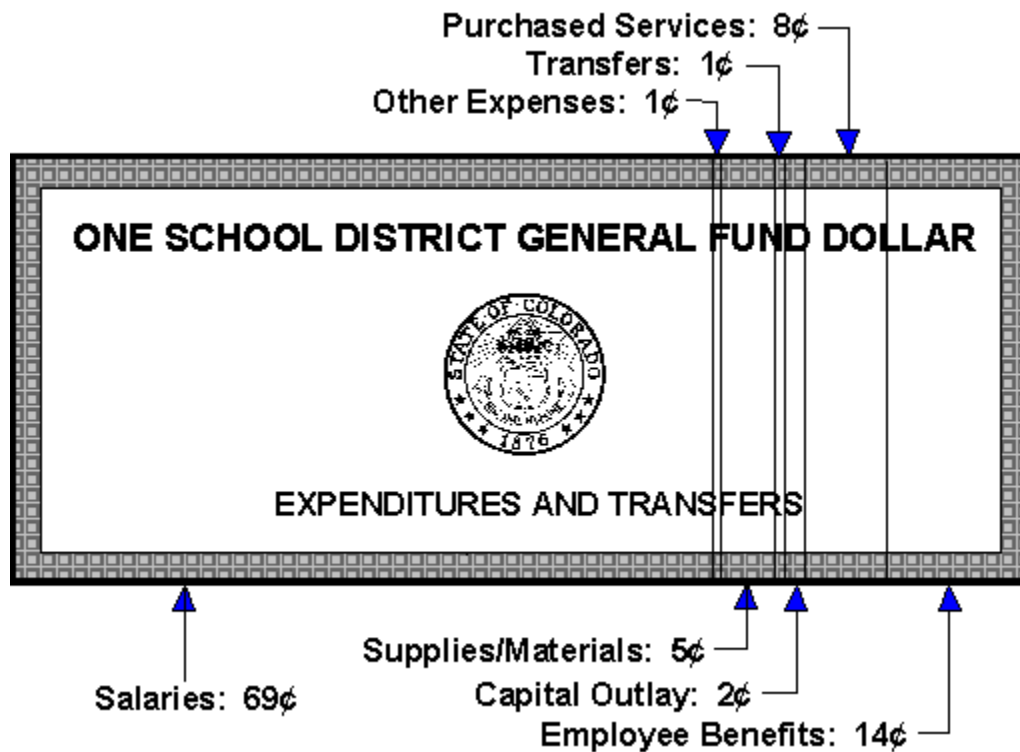 Purchased Services: 8¢
Transfers: 1¢
Other Expenses: 1¢
ONE SCHOOL DISTRICT GENERAL FUND DOLLAR
STATE OF COLORADO
1876
EXPENDITURES AND TRANSFERS
Supplies/Materials: 5¢
Salaries: 69¢
Capital Outlay: 2¢
Employee Benefits: 14¢